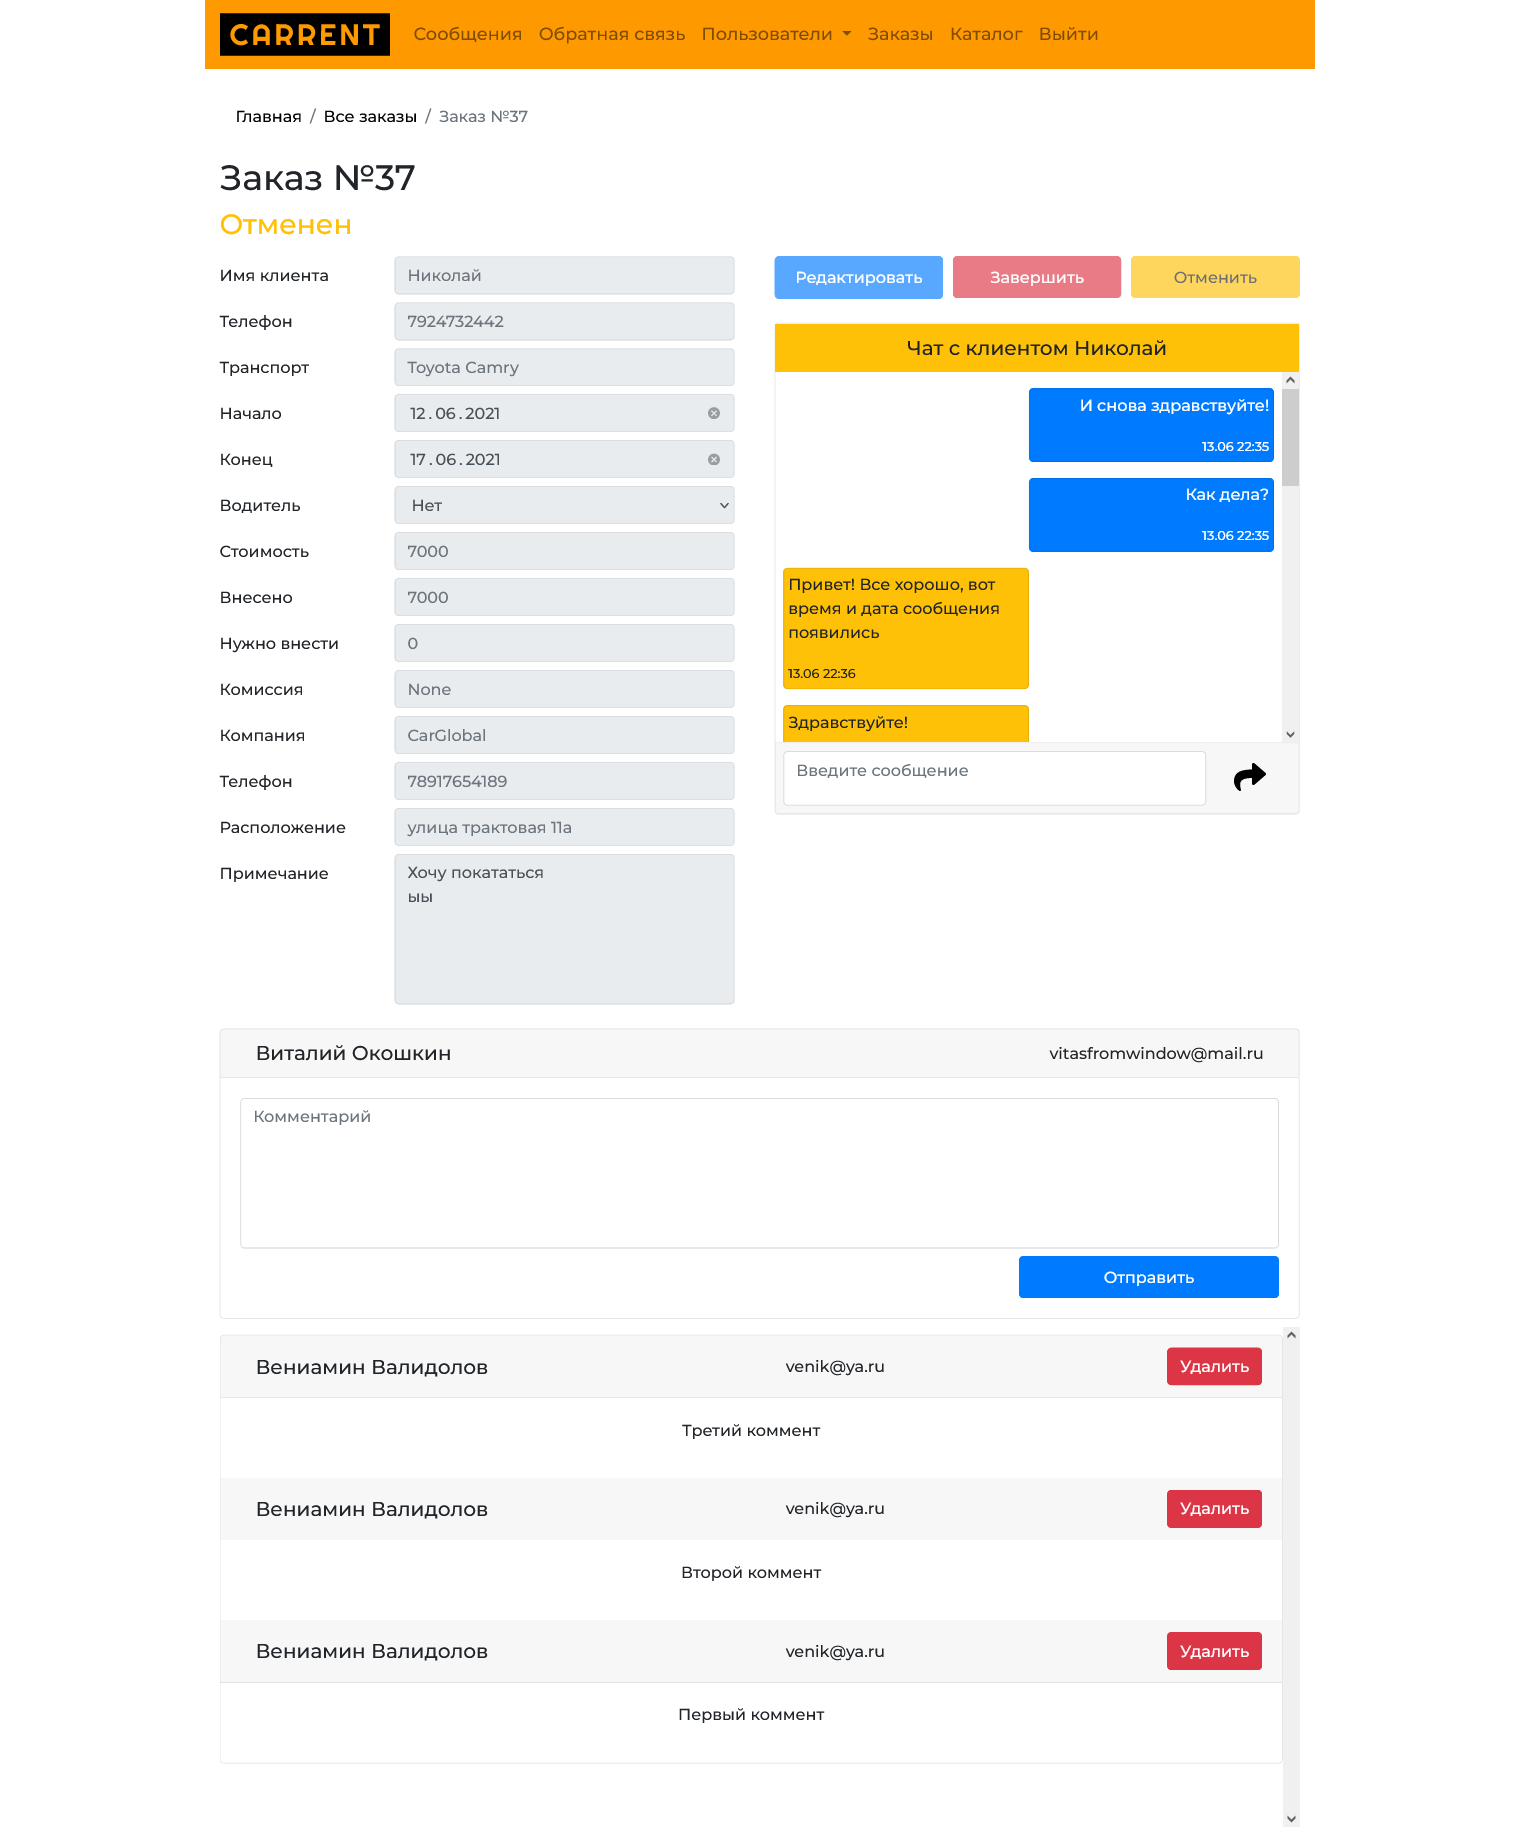 CARRENT Сообщения Обратная связь Пользователи Заказы Каталог Выйти
Главная / Все заказы / Заказ №37
Заказ №37
Отменен
Имя клиента Николай
Телефон 7924732442
Транспорт Toyota Camry
Начало 12.06.2021
Конец 17.06.2021
Водитель Нет
Стоимость 7000
Внесено 7000
Нужно внести 0
Комиссия None
Компания CarGlobal
Телефон 78917654189
Расположение улица трактовая 11а
Примечание Хочу покататься
ыы
Редактировать Завершить Отменить
Чат с клиентом Николай
И снова здравствуйте!
13.06 22:35
Как дела?
13.06 22:35
Привет! Все хорошо, вот
время и дата сообщения
появились
13.06 22:36
Здравствуйте!
Введите сообщение
Виталий Окошкин vitasfromwindow@mail.ru
Комментарий
Отправить
Вениамин Валидолов venik@ya.ru Удалить
Третий коммент
Вениамин Валидолов venik@ya.ru Удалить
Второй коммент
Вениамин Валидолов venik@ya.ru Удалить
Первый коммент